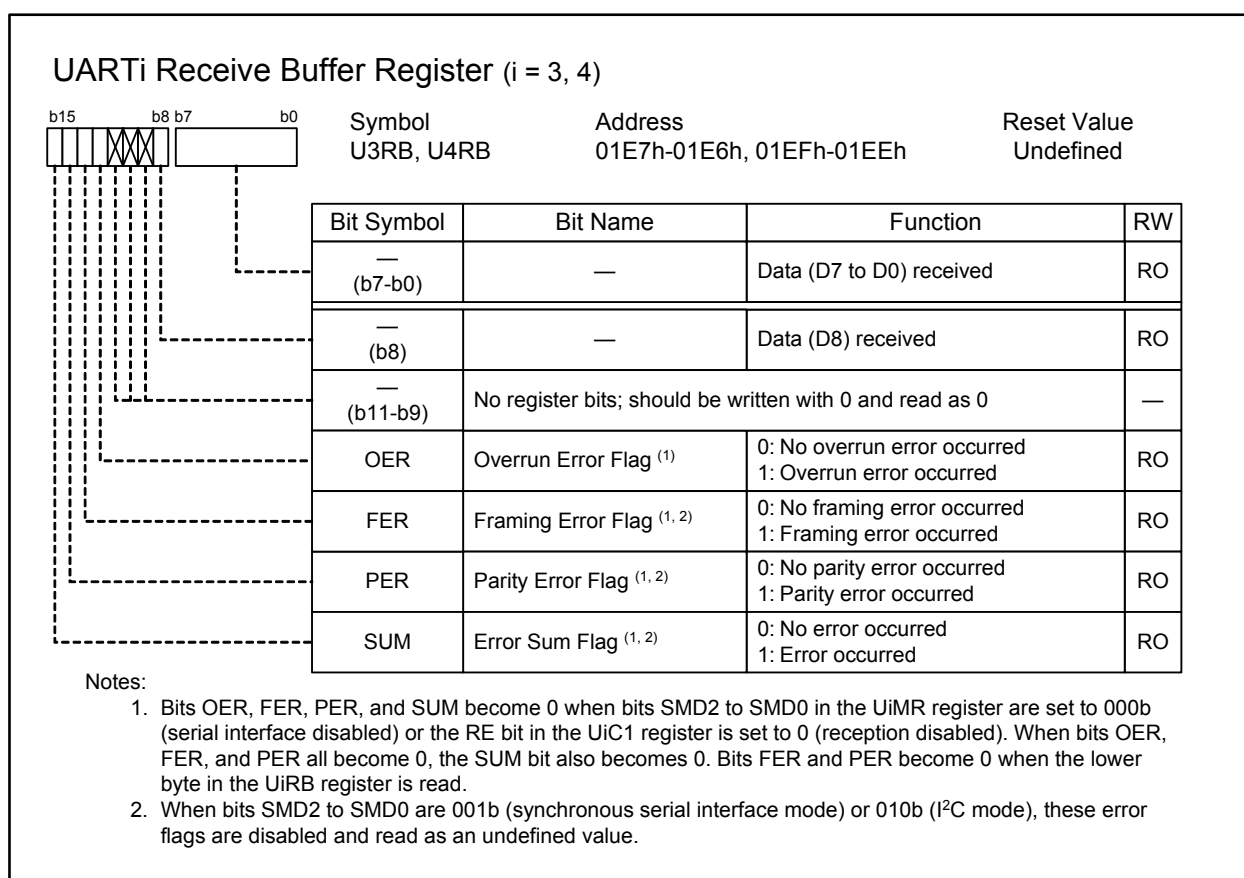 UARTi Receive Buffer Register (i = 3, 4)
b15 b8 b7 b0
Symbol Address Reset Value
U3RB, U4RB 01E7h-01E6h, 01EFh-01EEh Undefined
Bit Symbol Bit Name Function RW
—
(b7-b0) — Data (D7 to D0) received RO
—
(b8) — Data (D8) received RO
—
(b11-b9) No register bits; should be written with 0 and read as 0 —
OER Overrun Error Flag (1) 0: No overrun error occurred
1: Overrun error occurred RO
FER Framing Error Flag (1, 2) 0: No framing error occurred
1: Framing error occurred RO
PER Parity Error Flag (1, 2) 0: No parity error occurred
1: Parity error occurred RO
SUM Error Sum Flag (1, 2) 0: No error occurred
1: Error occurred RO
Notes:
1. Bits OER, FER, PER, and SUM become 0 when bits SMD2 to SMD0 in the UiMR register are set to 000b
(serial interface disabled) or the RE bit in the UiC1 register is set to 0 (reception disabled). When bits OER,
FER, and PER all become 0, the SUM bit also becomes 0. Bits FER and PER become 0 when the lower
byte in the UiRB register is read.
2. When bits SMD2 to SMD0 are 001b (synchronous serial interface mode) or 010b (I²C mode), these error
flags are disabled and read as an undefined value.